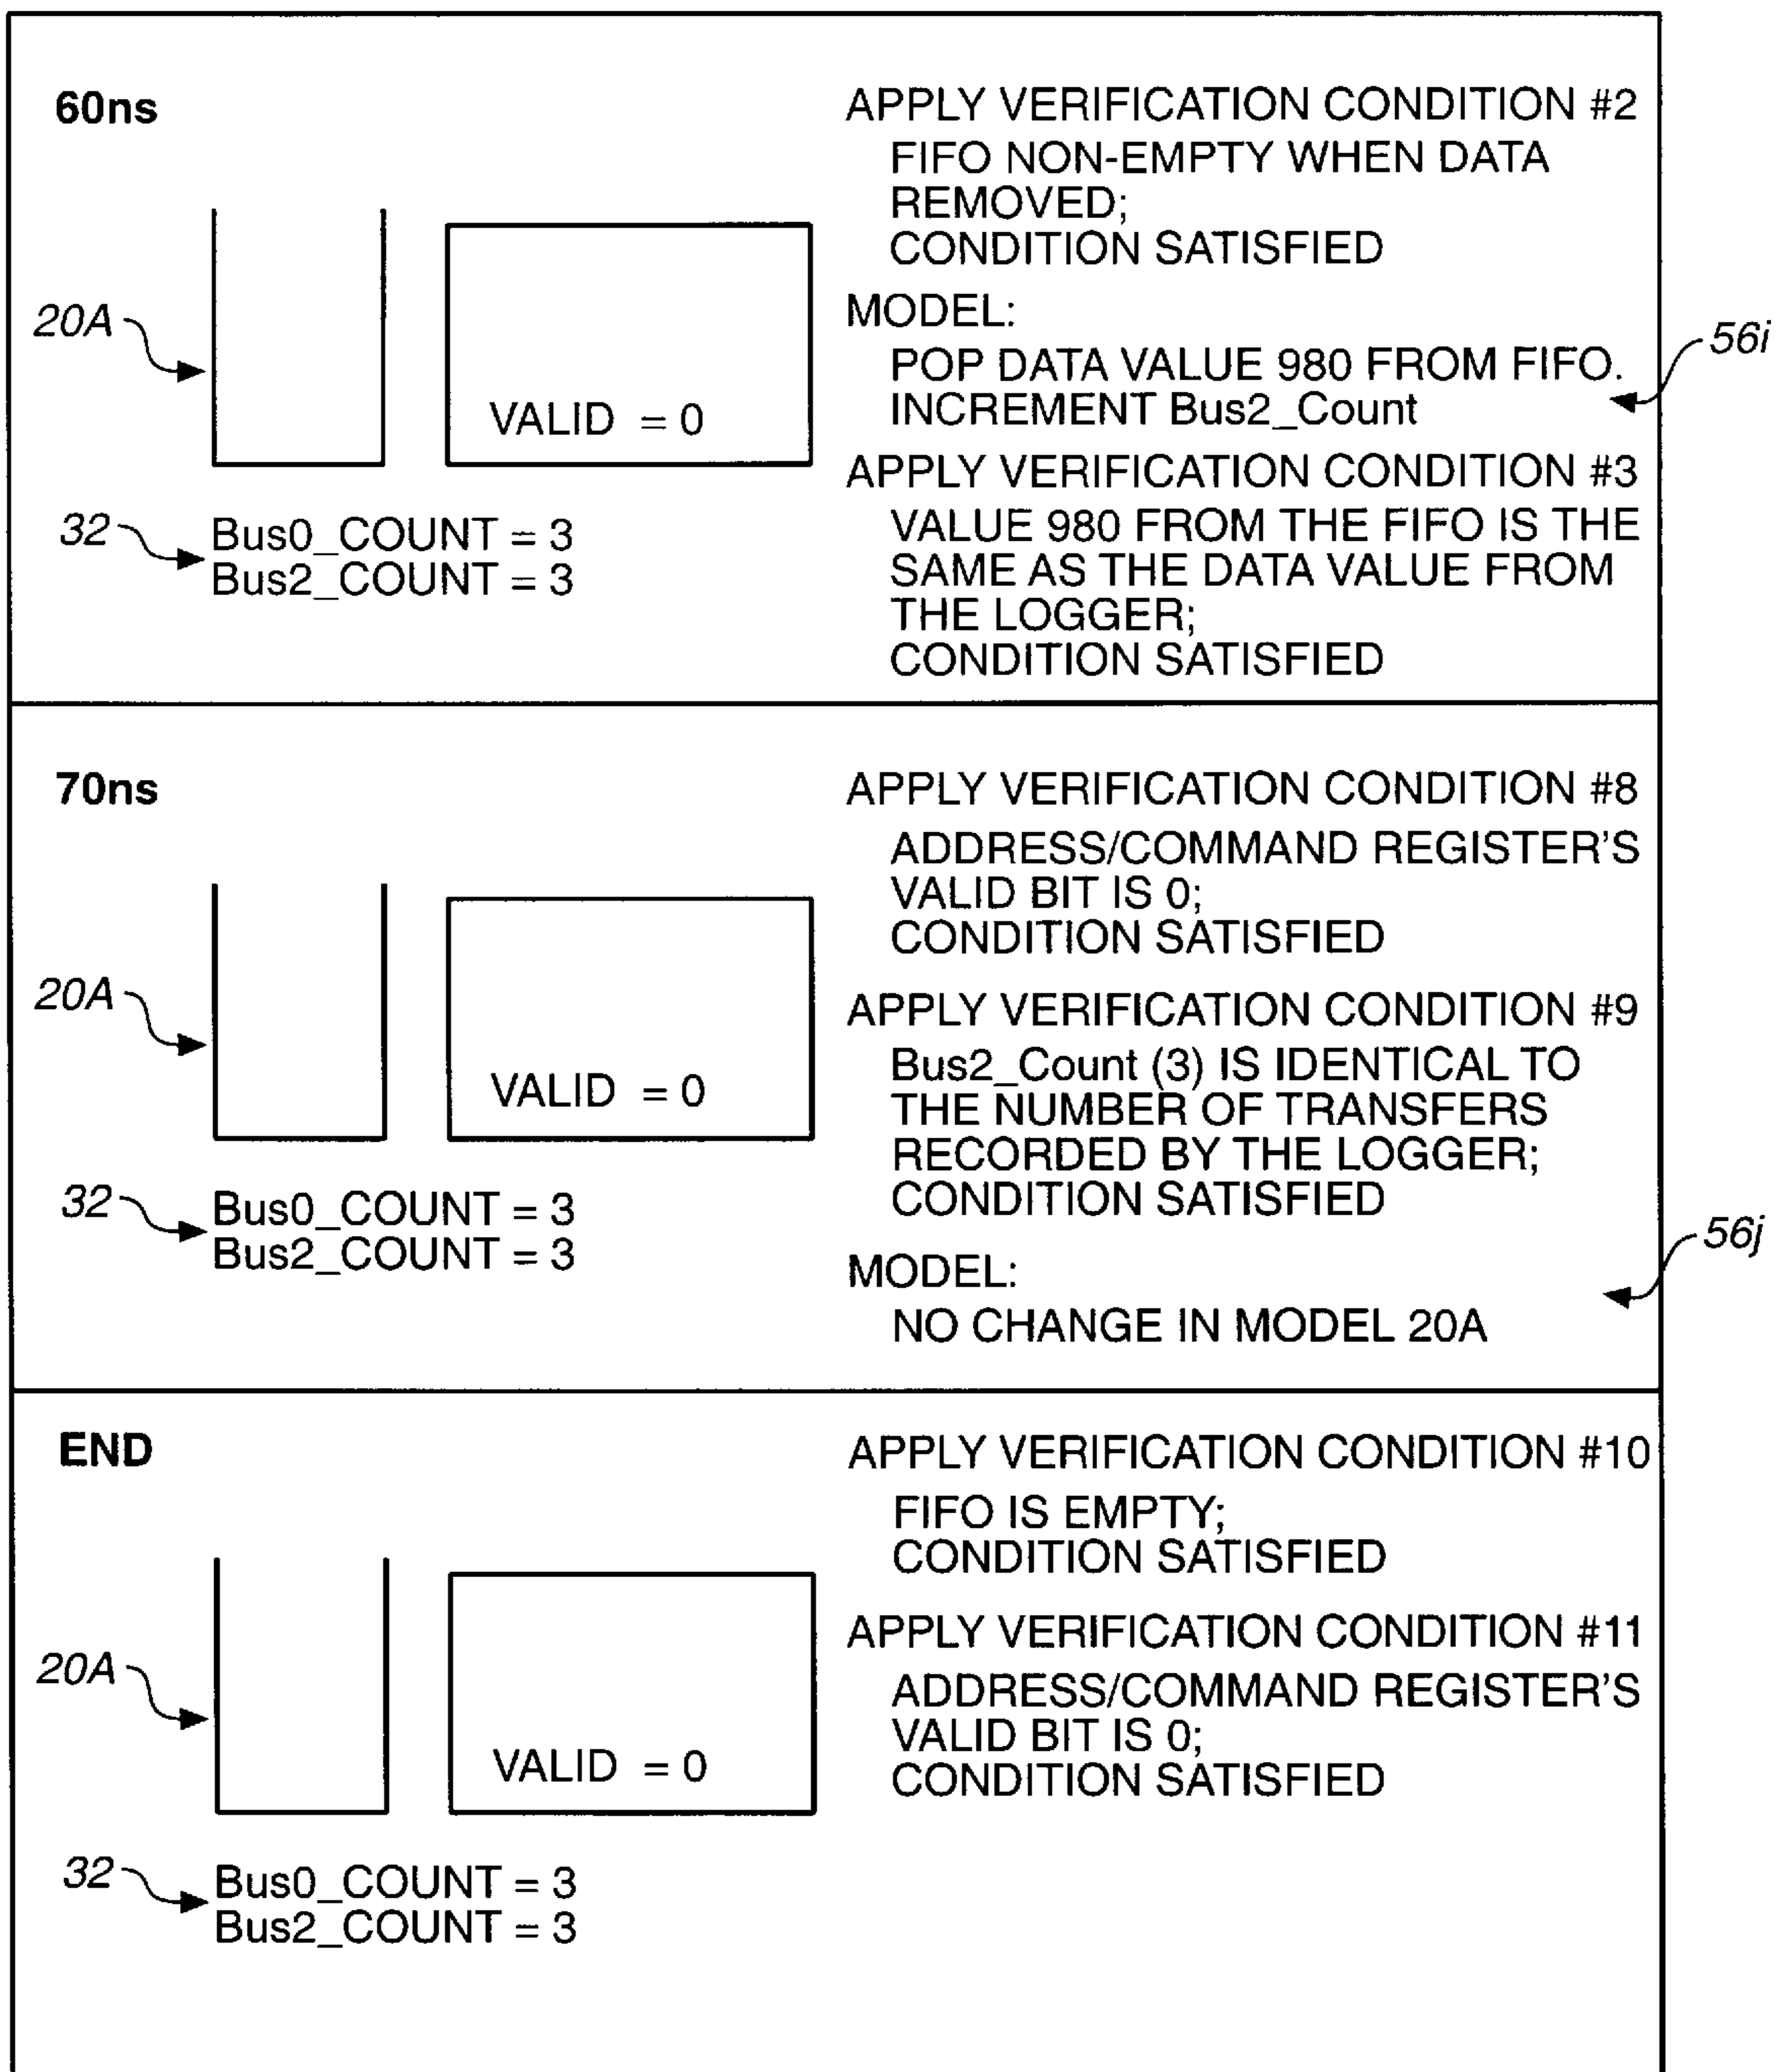 60ns
20A
VALID = 0
32
Bus0_COUNT = 3
Bus2_COUNT = 3
APPLY VERIFICATION CONDITION #2
FIFO NON-EMPTY WHEN DATA
REMOVED;
CONDITION SATISFIED
MODEL:
POP DATA VALUE 980 FROM FIFO.
INCREMENT Bus2_Count
56i
APPLY VERIFICATION CONDITION #3
VALUE 980 FROM THE FIFO IS THE
SAME AS THE DATA VALUE FROM
THE LOGGER;
CONDITION SATISFIED
70ns
20A
VALID = 0
32
Bus0_COUNT = 3
Bus2_COUNT = 3
APPLY VERIFICATION CONDITION #8
ADDRESS/COMMAND REGISTER'S
VALID BIT IS 0;
CONDITION SATISFIED
APPLY VERIFICATION CONDITION #9
Bus2_Count (3) IS IDENTICAL TO
THE NUMBER OF TRANSFERS
RECORDED BY THE LOGGER;
CONDITION SATISFIED
56j
MODEL:
NO CHANGE IN MODEL 20A
END
20A
VALID = 0
32
Bus0_COUNT = 3
Bus2_COUNT = 3
APPLY VERIFICATION CONDITION #10
FIFO IS EMPTY;
CONDITION SATISFIED
APPLY VERIFICATION CONDITION #11
ADDRESS/COMMAND REGISTER'S
VALID BIT IS 0;
CONDITION SATISFIED